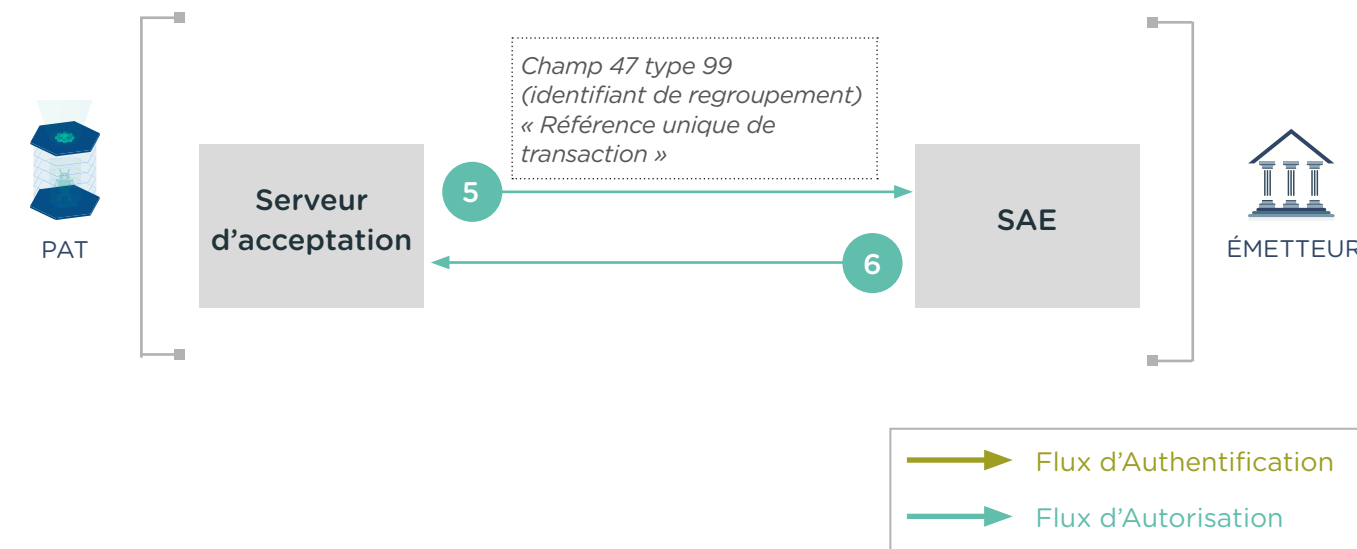 Champ 47 type 99
(identifiant de regroupement)
« Référence unique de
transaction »
PAT
Serveur
d’acceptation
5
6
SAE
ÉMETTEUR
Flux d’Authentification
Flux d’Autorisation